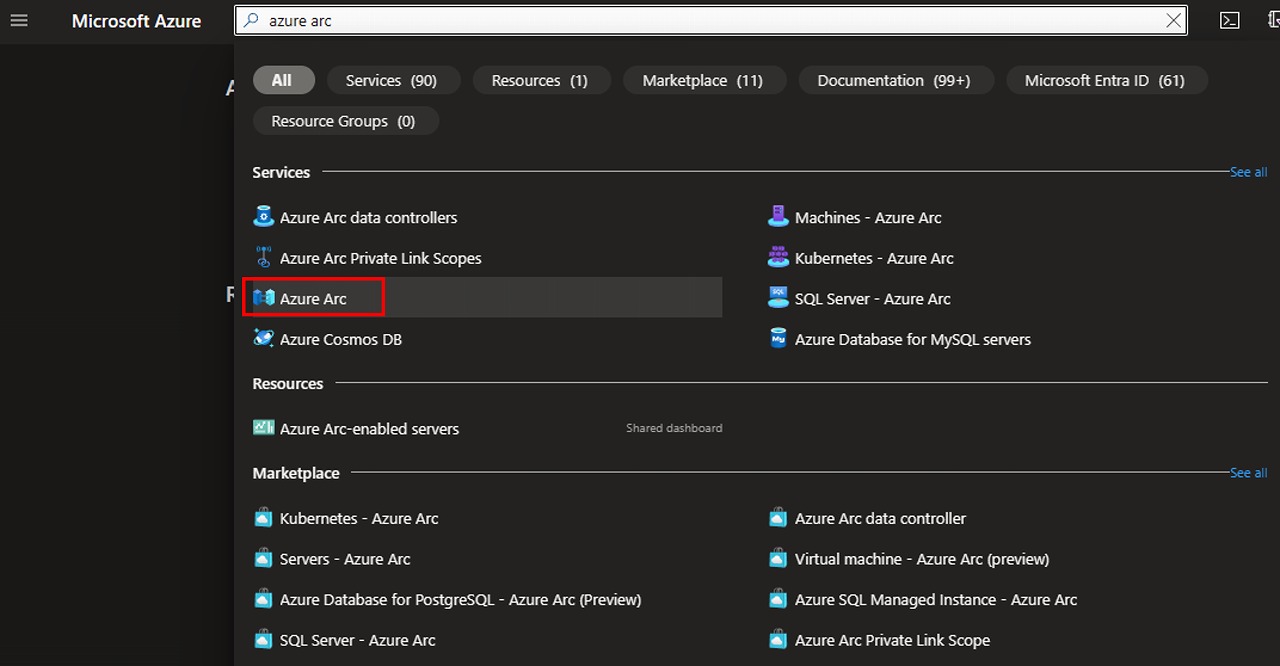 Microsoft Azure
azure arc
All
Services (90)
Resources (1)
Marketplace (11)
Documentation (99+)
Microsoft Entra ID (61)
Resource Groups (0)
Services
See all
Azure Arc data controllers
Machines - Azure Arc
Azure Arc Private Link Scopes
Kubernetes - Azure Arc
Azure Arc
SQL
SQL Server - Azure Arc
Azure Cosmos DB
My
Azure Database for MySQL servers
Resources
Azure Arc-enabled servers
Shared dashboard
Marketplace
See all
Kubernetes - Azure Arc
Azure Arc data controller
Servers - Azure Arc
Virtual machine - Azure Arc (preview)
Azure Database for PostgreSQL - Azure Arc (Preview)
Azure SQL Managed Instance - Azure Arc
SQL Server - Azure Arc
Azure Arc Private Link Scope